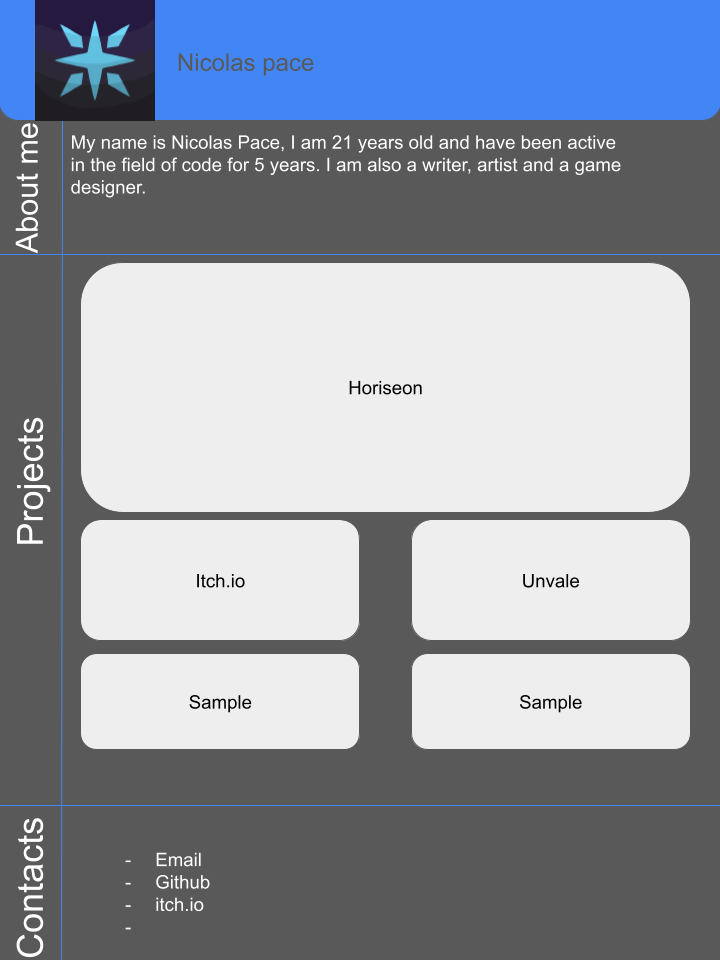 Nicolas pace
About me
My name is Nicolas Pace, I am 21 years old and have been active
in the field of code for 5 years. I am also a writer, artist and a game
designer.
Projects
Horiseon
Itch.io
Unvale
Sample
Sample
Contacts
- Email
- Github
- itch.io
-